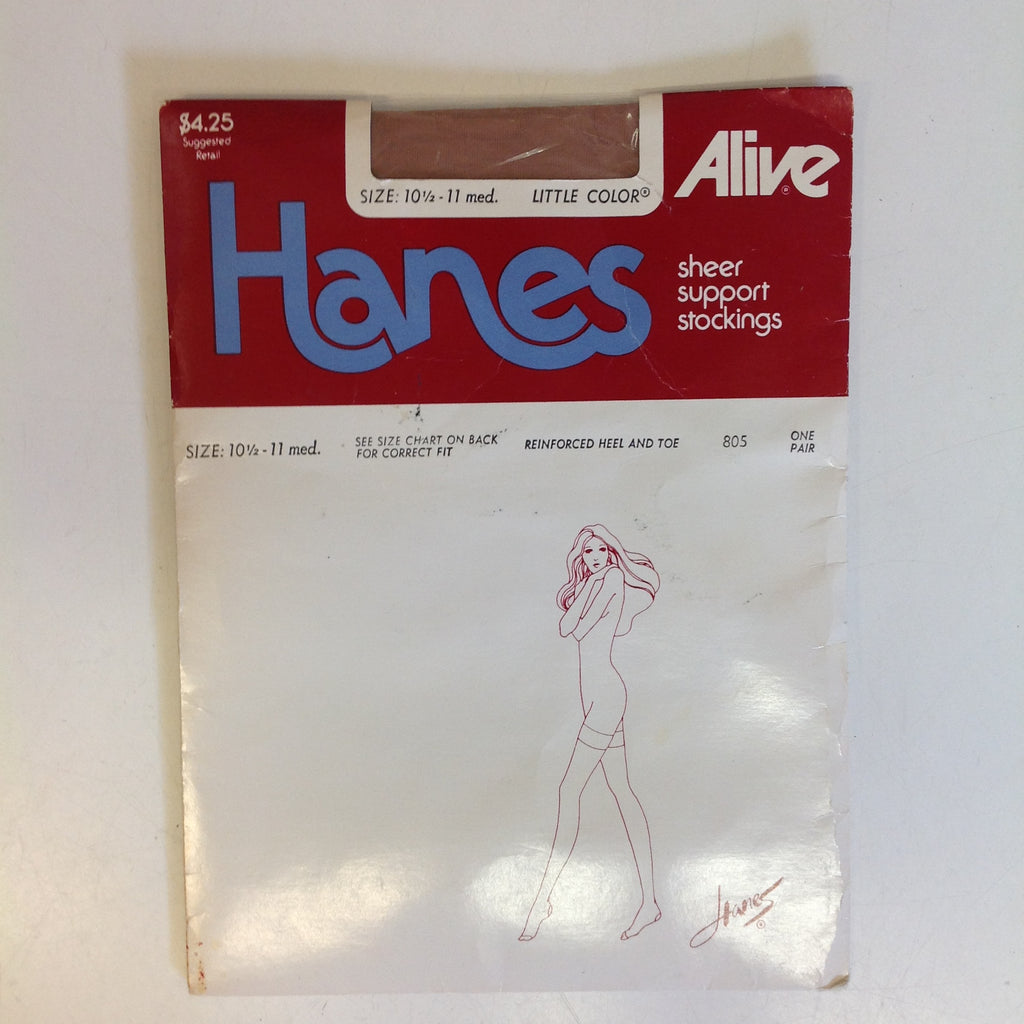 $4.25
Suggested
Retail
SIZE: 10½ - 11 med. LITTLE COLOR®
Alive®
Hanes
sheer
support
stockings
SIZE: 10½ - 11 med.
SEE SIZE CHART ON BACK
FOR CORRECT FIT
REINFORCED HEEL AND TOE
805
ONE
PAIR
Hanes
®